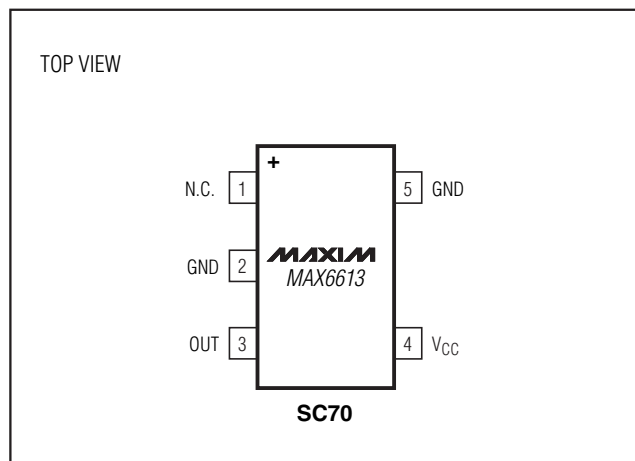 TOP VIEW
+
N.C. 1
5 GND
GND 2
MAXIM
MAX6613
OUT 3
4 VCC
SC70